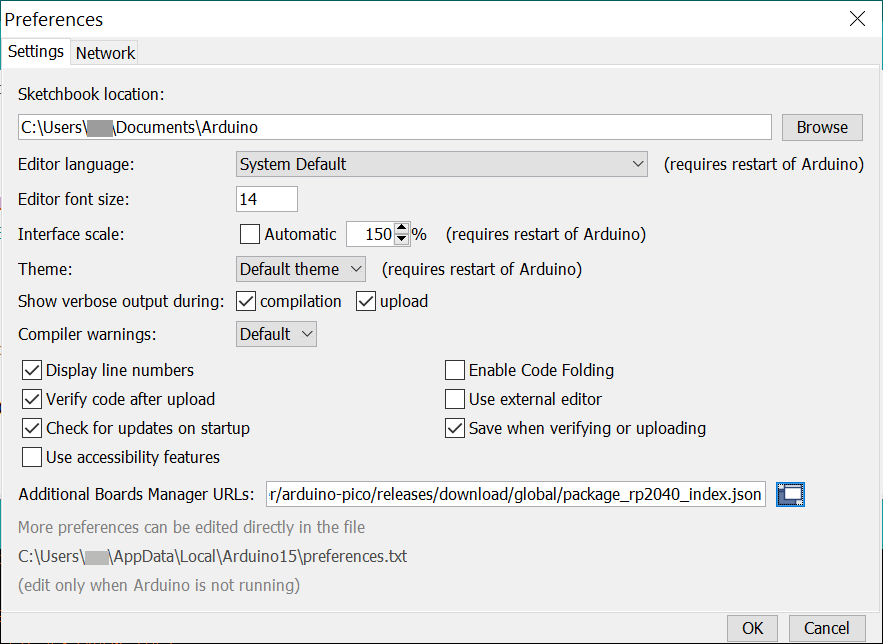 Preferences
Settings Network
Sketchbook location:
C:\Users\ \Documents\Arduino Browse
Editor language: System Default (requires restart of Arduino)
Editor font size: 14
Interface scale: Automatic 150 % (requires restart of Arduino)
Theme: Default theme (requires restart of Arduino)
Show verbose output during: compilation upload
Compiler warnings: Default
Display line numbers Enable Code Folding
Verify code after upload Use external editor
Check for updates on startup Save when verifying or uploading
Use accessibility features
Additional Boards Manager URLs: r/arduino-pico/releases/download/global/package_rp2040_index.json
More preferences can be edited directly in the file
C:\Users\ \AppData\Local\Arduino15\preferences.txt
(edit only when Arduino is not running)
OK Cancel